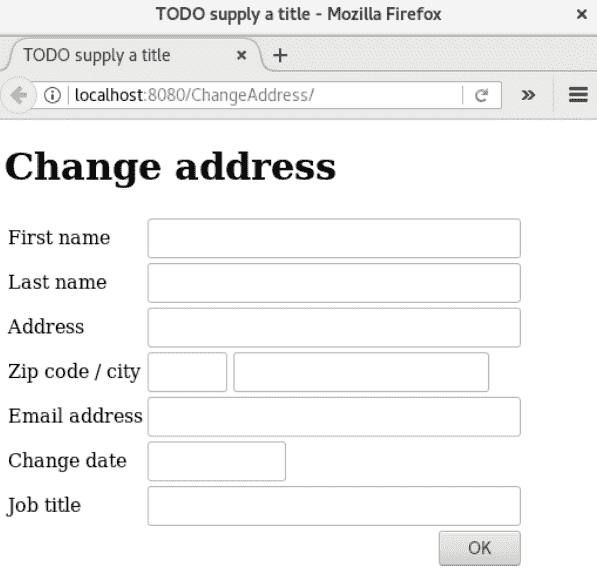 TODO supply a title - Mozilla Firefox
TODO supply a title
localhost:8080/ChangeAddress/
Change address
First name
Last name
Address
Zip code / city
Email address
Change date
Job title
OK